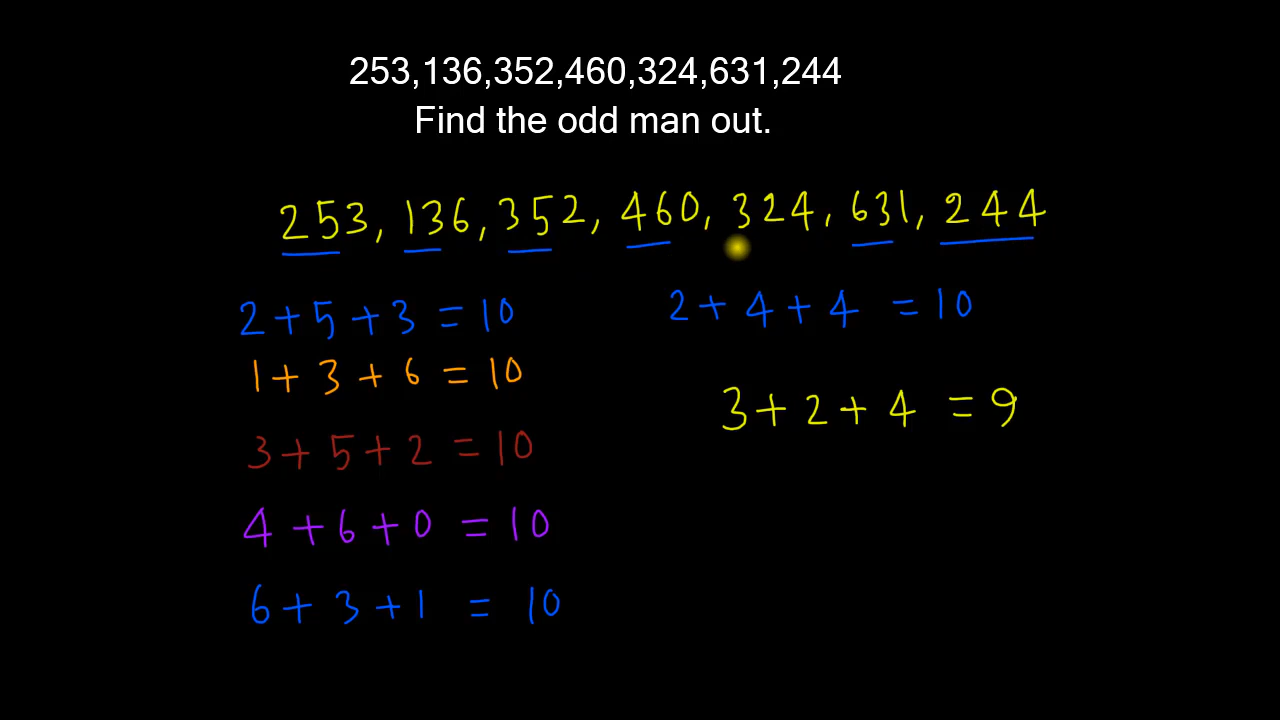 253,136,352,460,324,631,244
Find the odd man out.
253, 136, 352, 460, 324, 631, 244
2 + 5 + 3 = 10
1 + 3 + 6 = 10
3 + 5 + 2 = 10
4 + 6 + 0 = 10
6 + 3 + 1 = 10
2 + 4 + 4 = 10
3 + 2 + 4 = 9